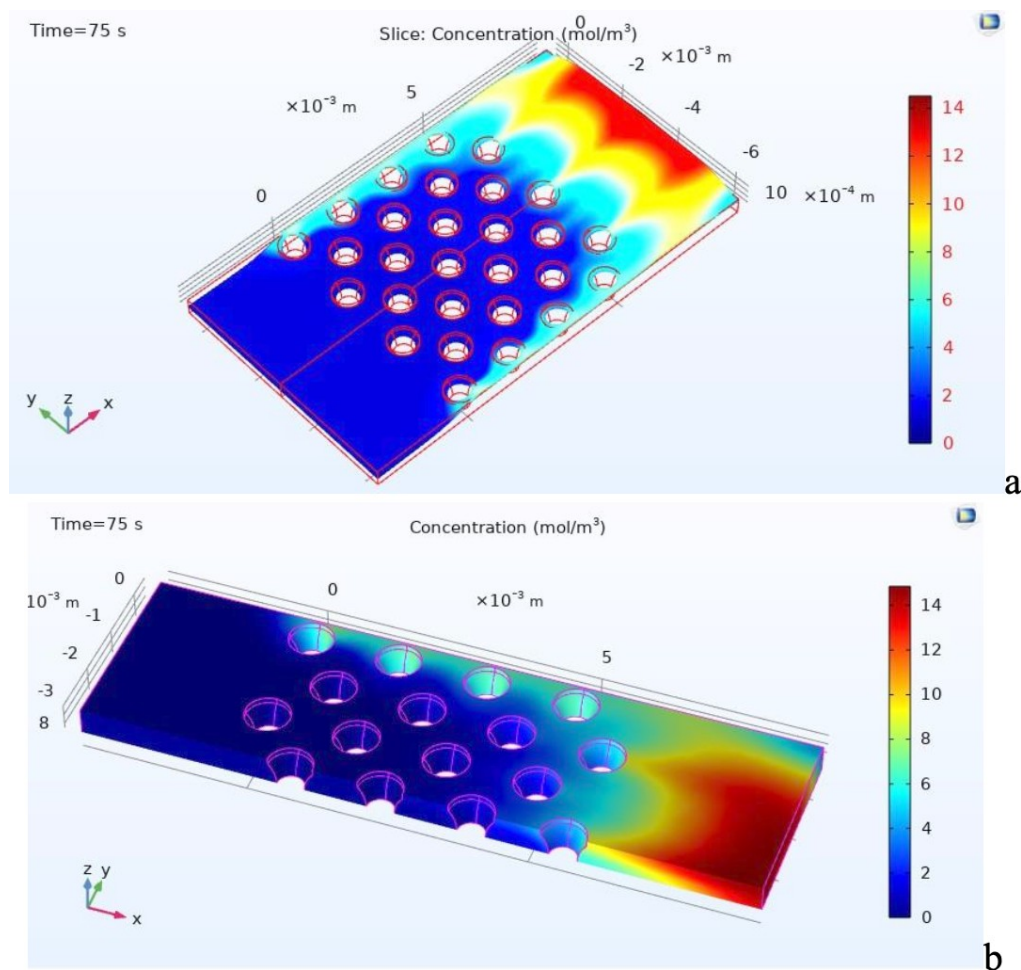 Time=75 s
Slice: Concentration (mol/m³)
0
-2
×10⁻³ m
-4
-6
×10⁻³ m
5
0
10
×10⁻⁴ m
14
12
10
8
6
4
2
0
y
z
x
a
Time=75 s
Concentration (mol/m³)
0
10⁻³ m
-1
-2
-3
8
0
×10⁻³ m
5
14
12
10
8
6
4
2
0
z
y
x
b